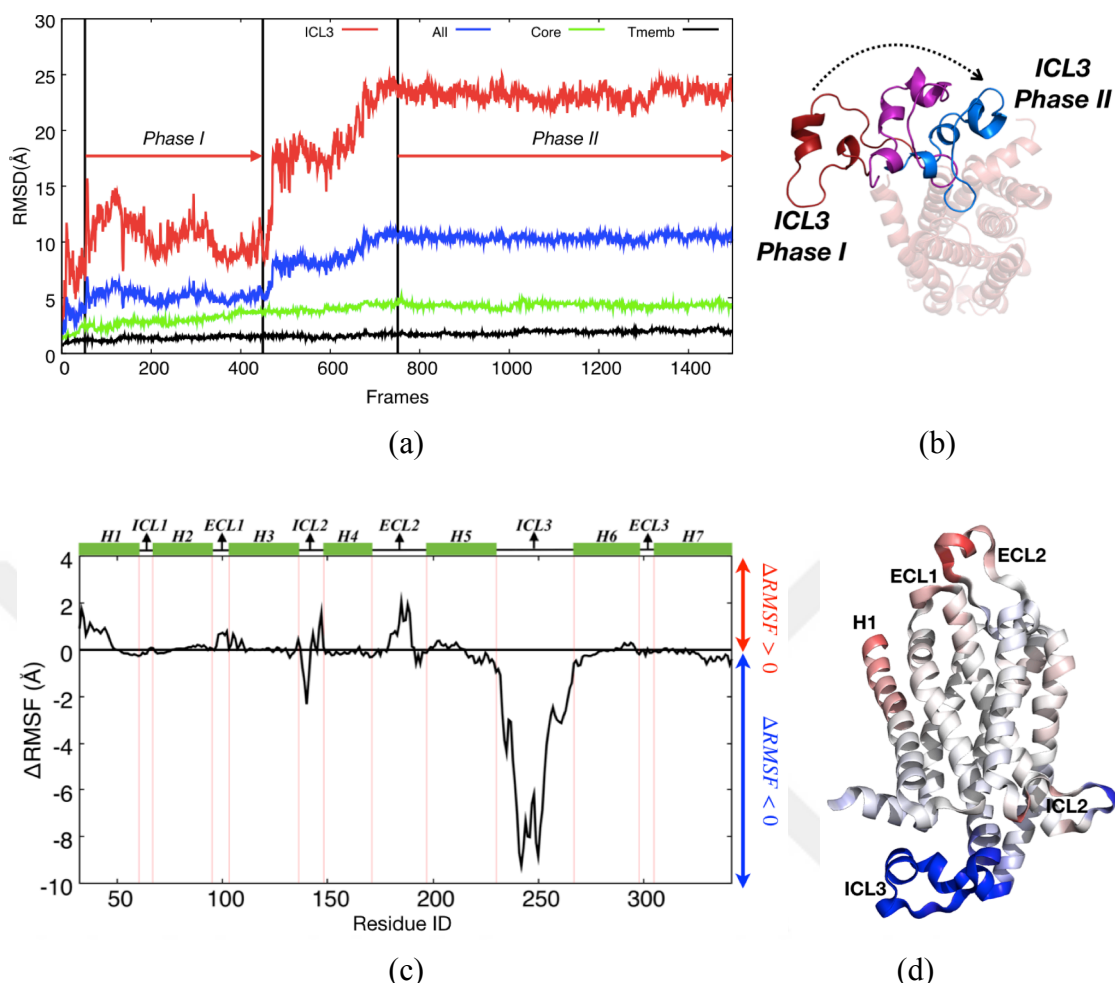 30
25
20
15
10
5
0
RMSD(Å)
ICL3 All Core Tmemb
Phase I
Phase II
0 200 400 600 800 1000 1200 1400
Frames
(a)
ICL3
Phase II
ICL3
Phase I
(b)
H1 ICL1 H2 ECL1 H3 ICL2 H4 ECL2 H5 ICL3 H6 ECL3 H7
4
2
0
-2
-4
-6
-8
-10
ΔRMSF (Å)
50 100 150 200 250 300
Residue ID
ΔRMSF > 0
ΔRMSF < 0
(c)
ECL2
ECL1
H1
ICL2
ICL3
(d)